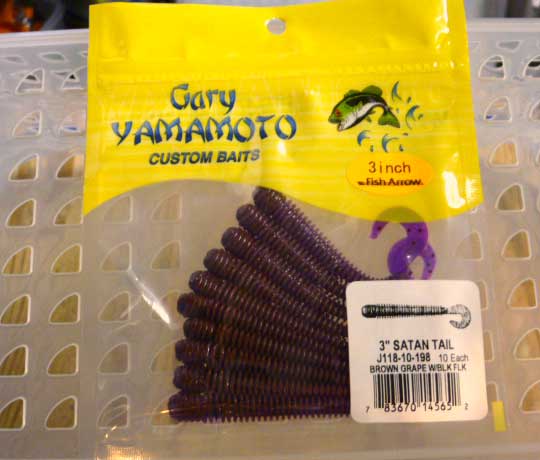 Gary
YAMAMOTO
CUSTOM BAITS
3inch
Fish Arrow
3" SATAN TAIL
J118-10-198 10 Each
BROWN GRAPE W/BLK FLK
7 83670 14565 2